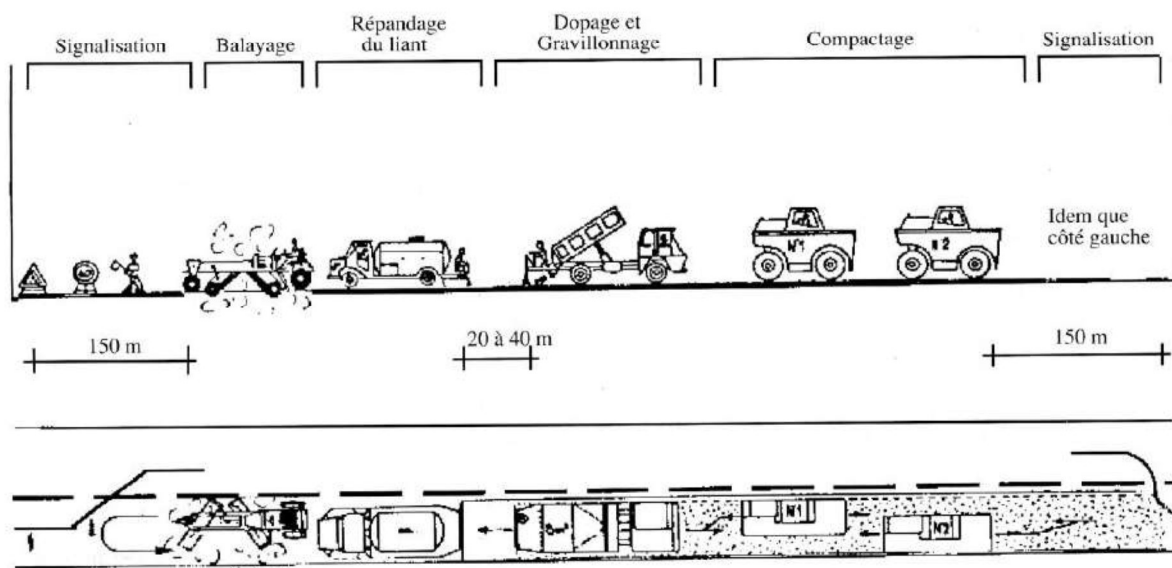 Signalisation
Balayage
Répandage
du liant
Dopage et
Gravillonnage
Compactage
Signalisation
N°1
N 2
Idem que
côté gauche
150 m
20 à 40 m
150 m
N1
N2